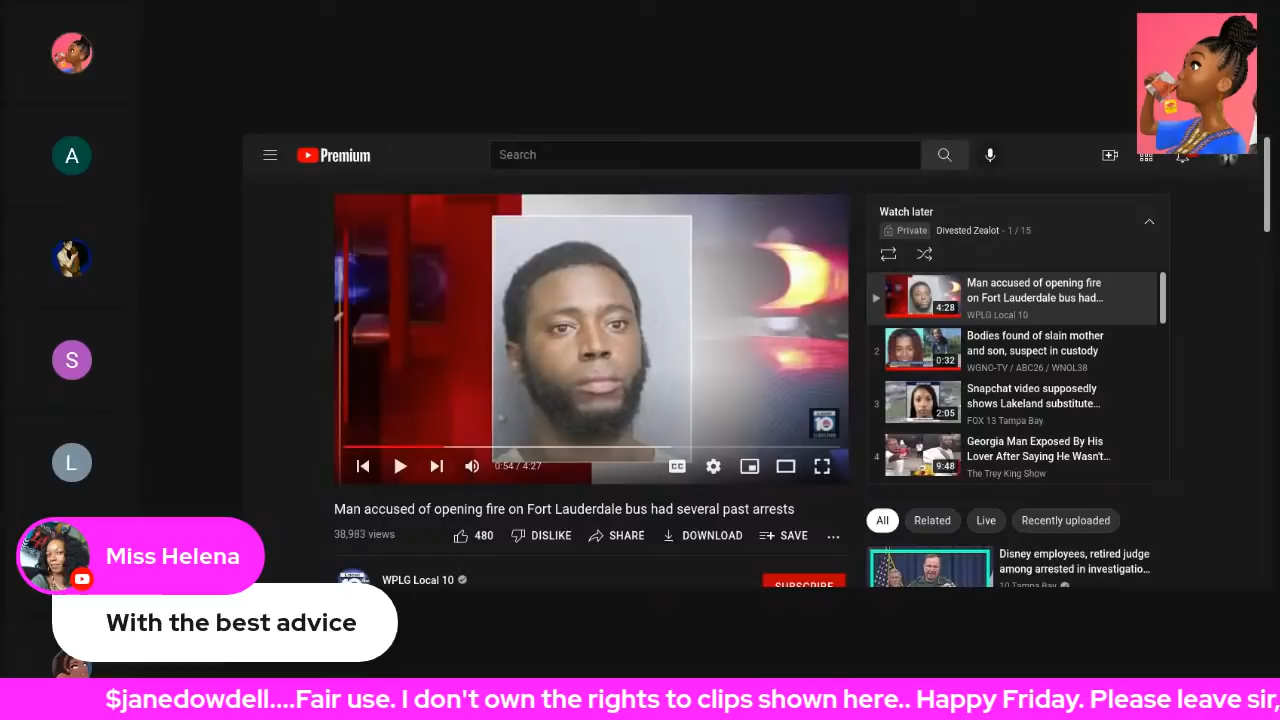 Premium
Search
Watch later
Private
Divested Zealot - 1 / 15
Man accused of opening fire
on Fort Lauderdale bus had...
WPLG Local 10
4:28
2
Bodies found of slain mother
and son, suspect in custody
WGNO-TV / ABC26 / WNOL38
0:32
3
Snapchat video supposedly
shows Lakeland substitute...
FOX 13 Tampa Bay
2:05
4
Georgia Man Exposed By His
Lover After Saying He Wasn't...
The Trey King Show
9:48
10
CC
0:54 / 4:27
Man accused of opening fire on Fort Lauderdale bus had several past arrests
38,983 views
480 DISLIKE SHARE DOWNLOAD SAVE
WPLG Local 10
SUBSCRIBE
All Related Live Recently uploaded
Disney employees, retired judge
among arrested in investigatio...
10 Tampa Bay
A
S
L
Miss Helena
With the best advice
$janedowdell....Fair use. I don't own the rights to clips shown here.. Happy Friday. Please leave sir,